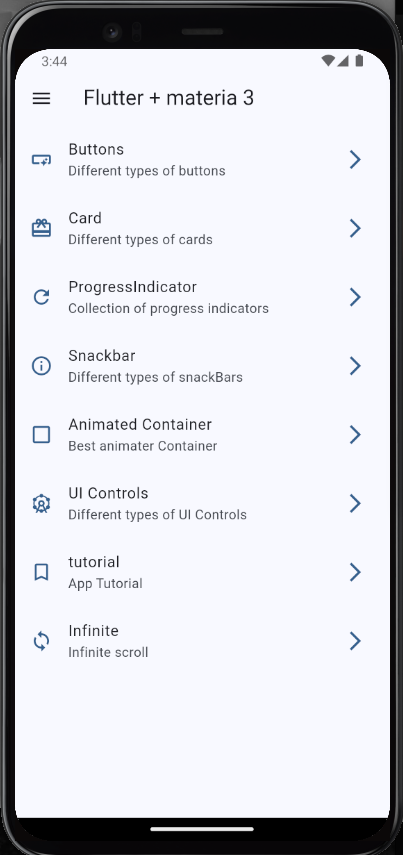 3:44
Flutter + materia 3
Buttons
Different types of buttons
Card
Different types of cards
ProgressIndicator
Collection of progress indicators
Snackbar
Different types of snackBars
Animated Container
Best animater Container
UI Controls
Different types of UI Controls
tutorial
App Tutorial
Infinite
Infinite scroll